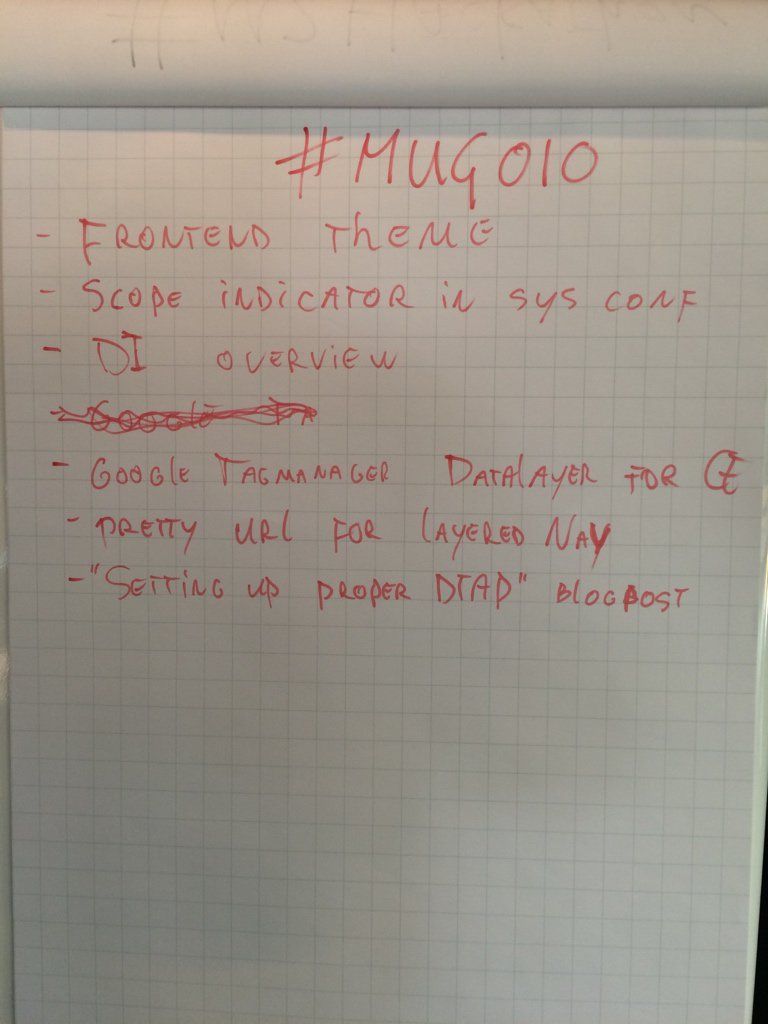 #MUG010
- FRONTEND THEME
- SCOPE INDICATOR IN SYS CONF
- DI OVERVIEW
- GOOGLE TAGMANAGER DATALAYER FOR CE
- PRETTY URL FOR LAYERED NAV
- "SETTING UP PROPER DTAP" BLOGPOST